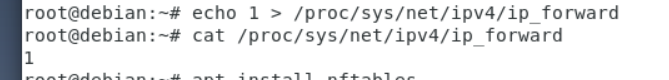 root@debian:~# echo 1 > /proc/sys/net/ipv4/ip_forward
root@debian:~# cat /proc/sys/net/ipv4/ip_forward
1
root@debian:~# apt install nftables